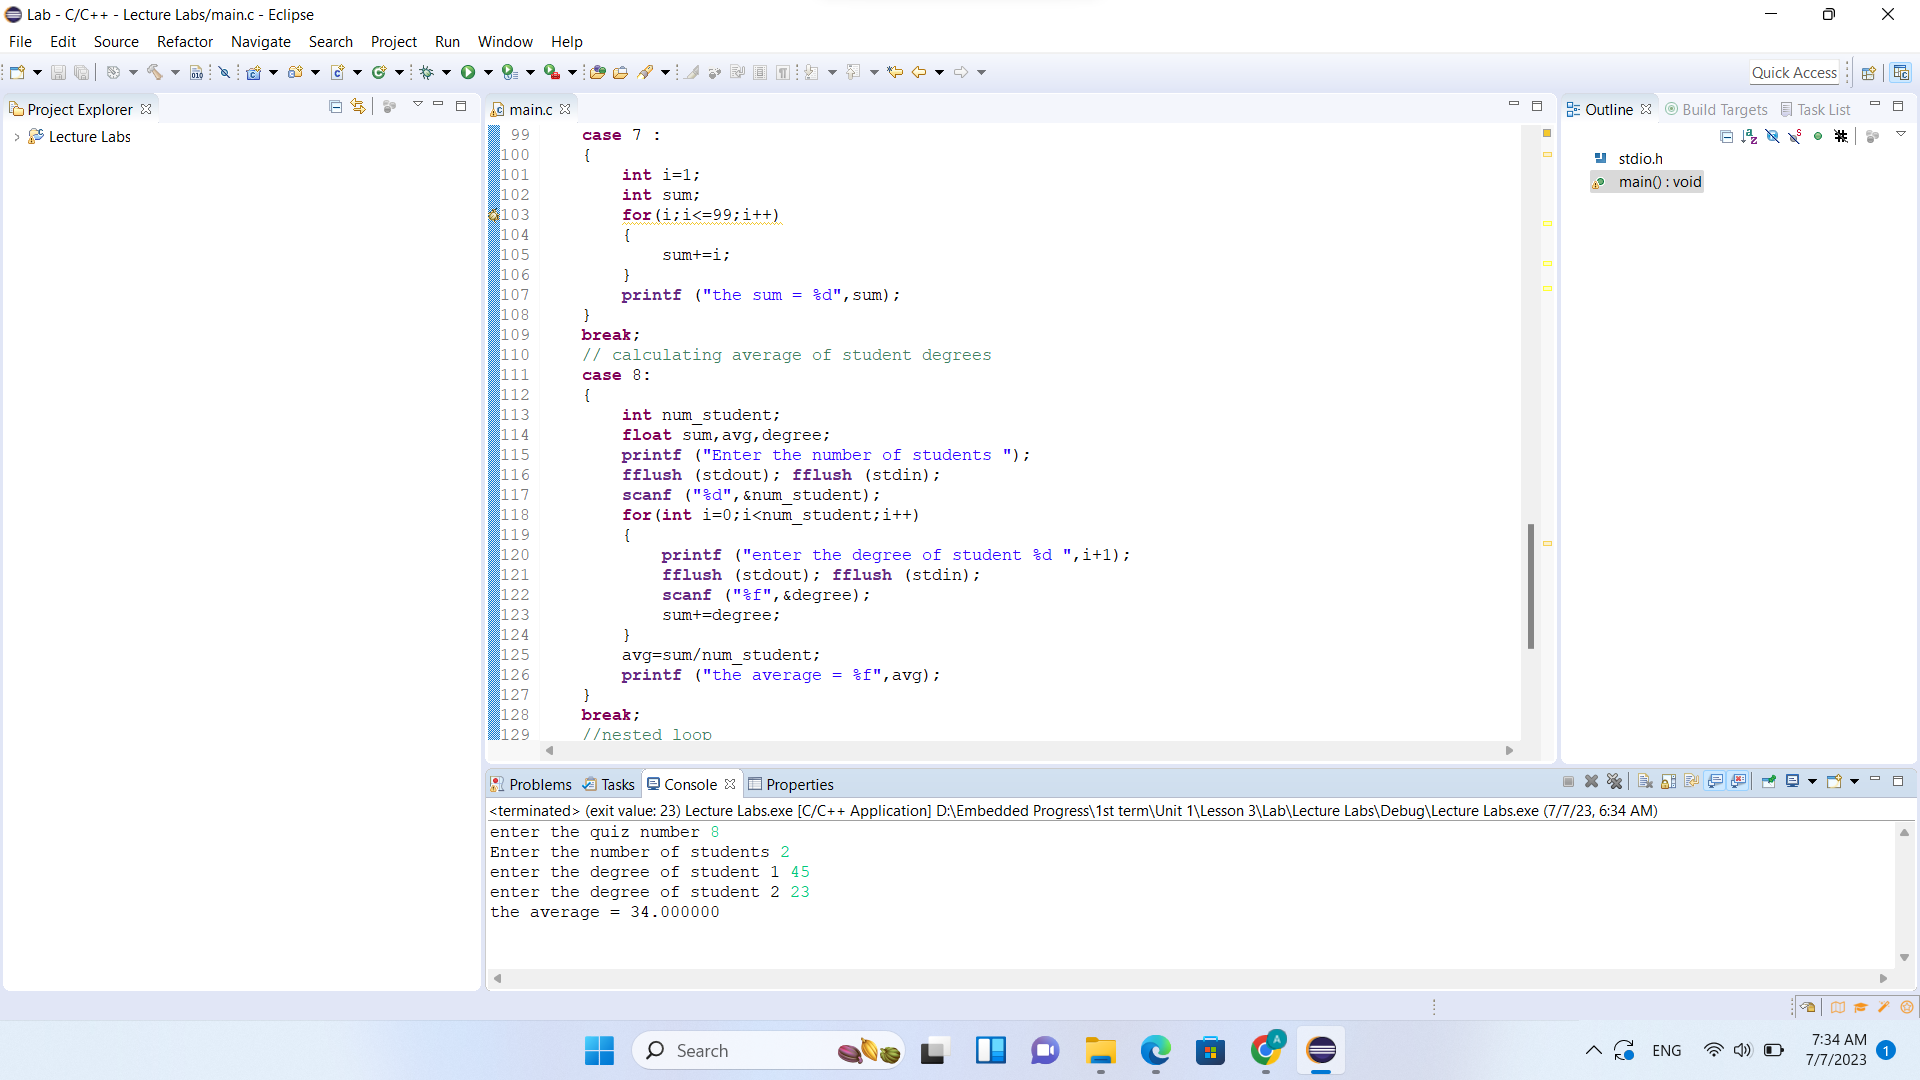 Lab - C/C++ - Lecture Labs/main.c - Eclipse
File Edit Source Refactor Navigate Search Project Run Window Help
Quick Access
Project Explorer
Lecture Labs
main.c
99 case 7 :
100 {
101 int i=1;
102 int sum;
103 for(i;i<=99;i++)
104 {
105 sum+=i;
106 }
107 printf ("the sum = %d",sum);
108 }
109 break;
110 // calculating average of student degrees
111 case 8:
112 {
113 int num_student;
114 float sum,avg,degree;
115 printf ("Enter the number of students ");
116 fflush (stdout); fflush (stdin);
117 scanf ("%d",&num_student);
118 for(int i=0;i<num_student;i++)
119 {
120 printf ("enter the degree of student %d ",i+1);
121 fflush (stdout); fflush (stdin);
122 scanf ("%f",&degree);
123 sum+=degree;
124 }
125 avg=sum/num_student;
126 printf ("the average = %f",avg);
127 }
128 break;
129 //nested loop
Outline Build Targets Task List
stdio.h
main() : void
Problems Tasks Console Properties
<terminated> (exit value: 23) Lecture Labs.exe [C/C++ Application] D:\Embedded Progress\1st term\Unit 1\Lesson 3\Lab\Lecture Labs\Debug\Lecture Labs.exe (7/7/23, 6:34 AM)
enter the quiz number 8
Enter the number of students 2
enter the degree of student 1 45
enter the degree of student 2 23
the average = 34.000000
Search
ENG
7:34 AM
7/7/2023
1